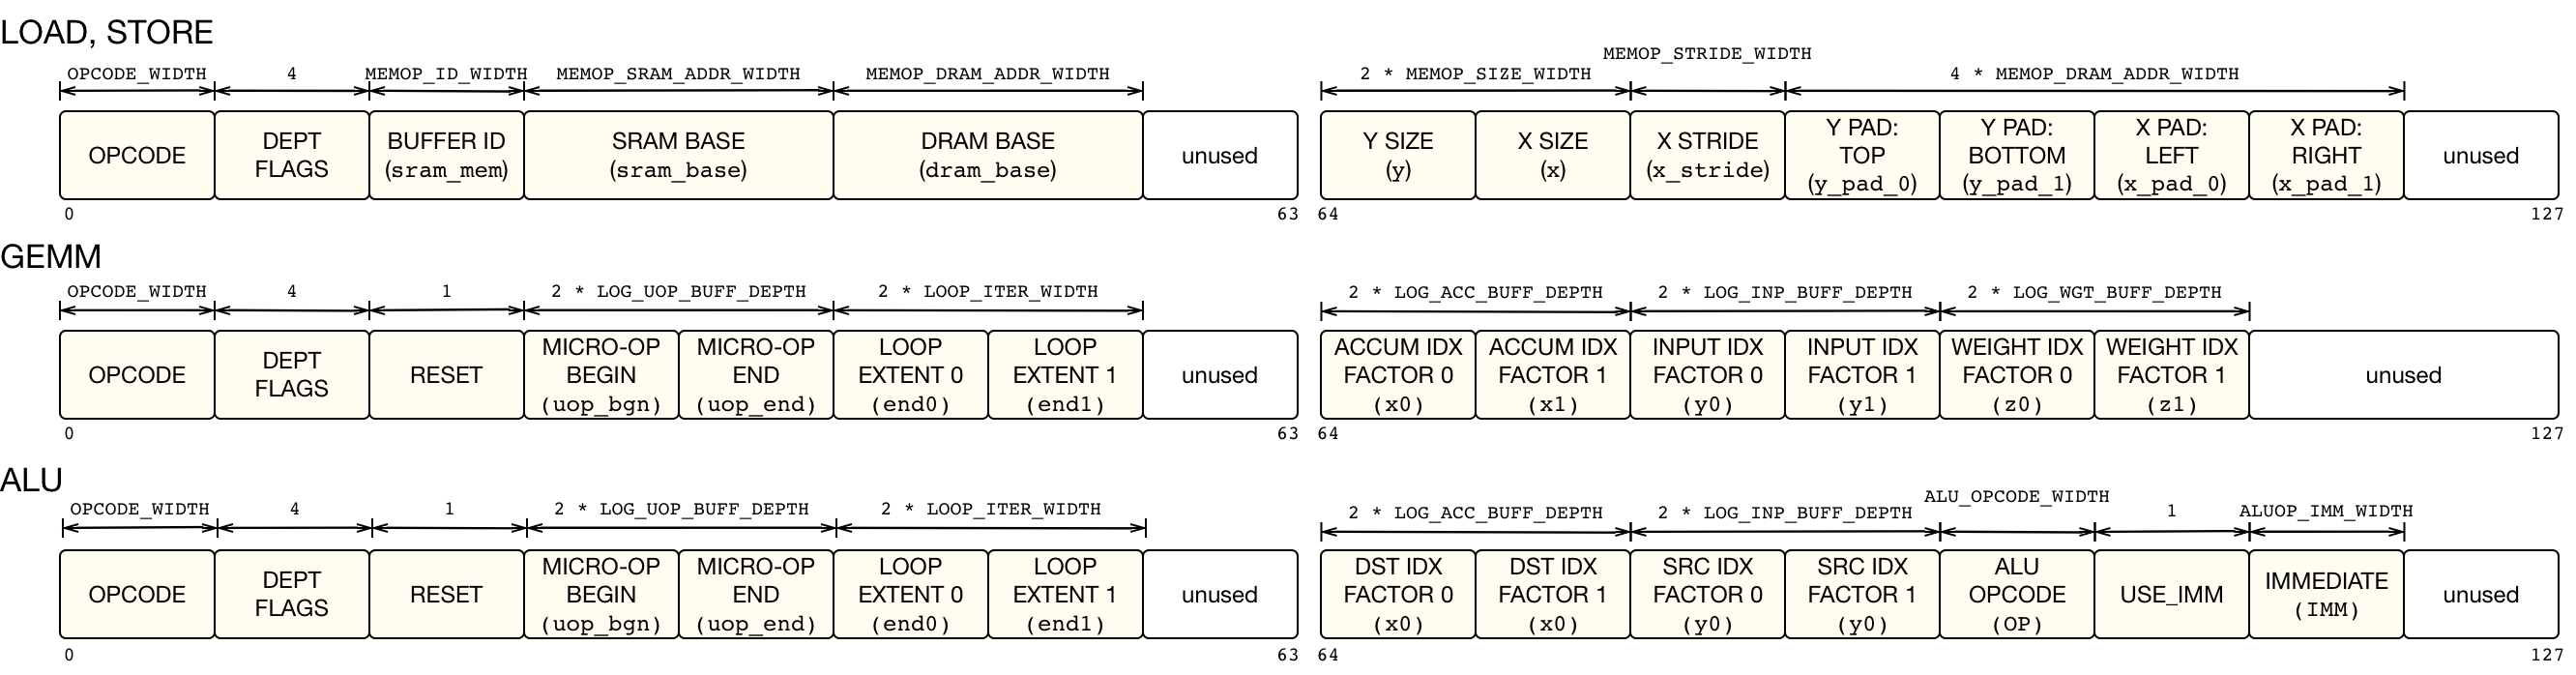 LOAD, STORE
MEMOP_STRIDE_WIDTH
OPCODE_WIDTH 4 MEMOP_ID_WIDTH MEMOP_SRAM_ADDR_WIDTH MEMOP_DRAM_ADDR_WIDTH 2 * MEMOP_SIZE_WIDTH 4 * MEMOP_DRAM_ADDR_WIDTH
OPCODE
DEPT
FLAGS
BUFFER ID
(sram_mem)
SRAM BASE
(sram_base)
DRAM BASE
(dram_base)
unused
Y SIZE
(y)
X SIZE
(x)
X STRIDE
(x_stride)
Y PAD:
TOP
(y_pad_0)
Y PAD:
BOTTOM
(y_pad_1)
X PAD:
LEFT
(x_pad_0)
X PAD:
RIGHT
(x_pad_1)
unused
0 63 64 127
GEMM
OPCODE_WIDTH 4 1 2 * LOG_UOP_BUFF_DEPTH 2 * LOOP_ITER_WIDTH 2 * LOG_ACC_BUFF_DEPTH 2 * LOG_INP_BUFF_DEPTH 2 * LOG_WGT_BUFF_DEPTH
OPCODE
DEPT
FLAGS
RESET
MICRO-OP
BEGIN
(uop_bgn)
MICRO-OP
END
(uop_end)
LOOP
EXTENT 0
(end0)
LOOP
EXTENT 1
(end1)
unused
ACCUM IDX
FACTOR 0
(x0)
ACCUM IDX
FACTOR 1
(x1)
INPUT IDX
FACTOR 0
(y0)
INPUT IDX
FACTOR 1
(y1)
WEIGHT IDX
FACTOR 0
(z0)
WEIGHT IDX
FACTOR 1
(z1)
unused
0 63 64 127
ALU
ALU_OPCODE_WIDTH
OPCODE_WIDTH 4 1 2 * LOG_UOP_BUFF_DEPTH 2 * LOOP_ITER_WIDTH 2 * LOG_ACC_BUFF_DEPTH 2 * LOG_INP_BUFF_DEPTH 1 ALUOP_IMM_WIDTH
OPCODE
DEPT
FLAGS
RESET
MICRO-OP
BEGIN
(uop_bgn)
MICRO-OP
END
(uop_end)
LOOP
EXTENT 0
(end0)
LOOP
EXTENT 1
(end1)
unused
DST IDX
FACTOR 0
(x0)
DST IDX
FACTOR 1
(x0)
SRC IDX
FACTOR 0
(y0)
SRC IDX
FACTOR 1
(y0)
ALU
OPCODE
(OP)
USE_IMM
IMMEDIATE
(IMM)
unused
0 63 64 127